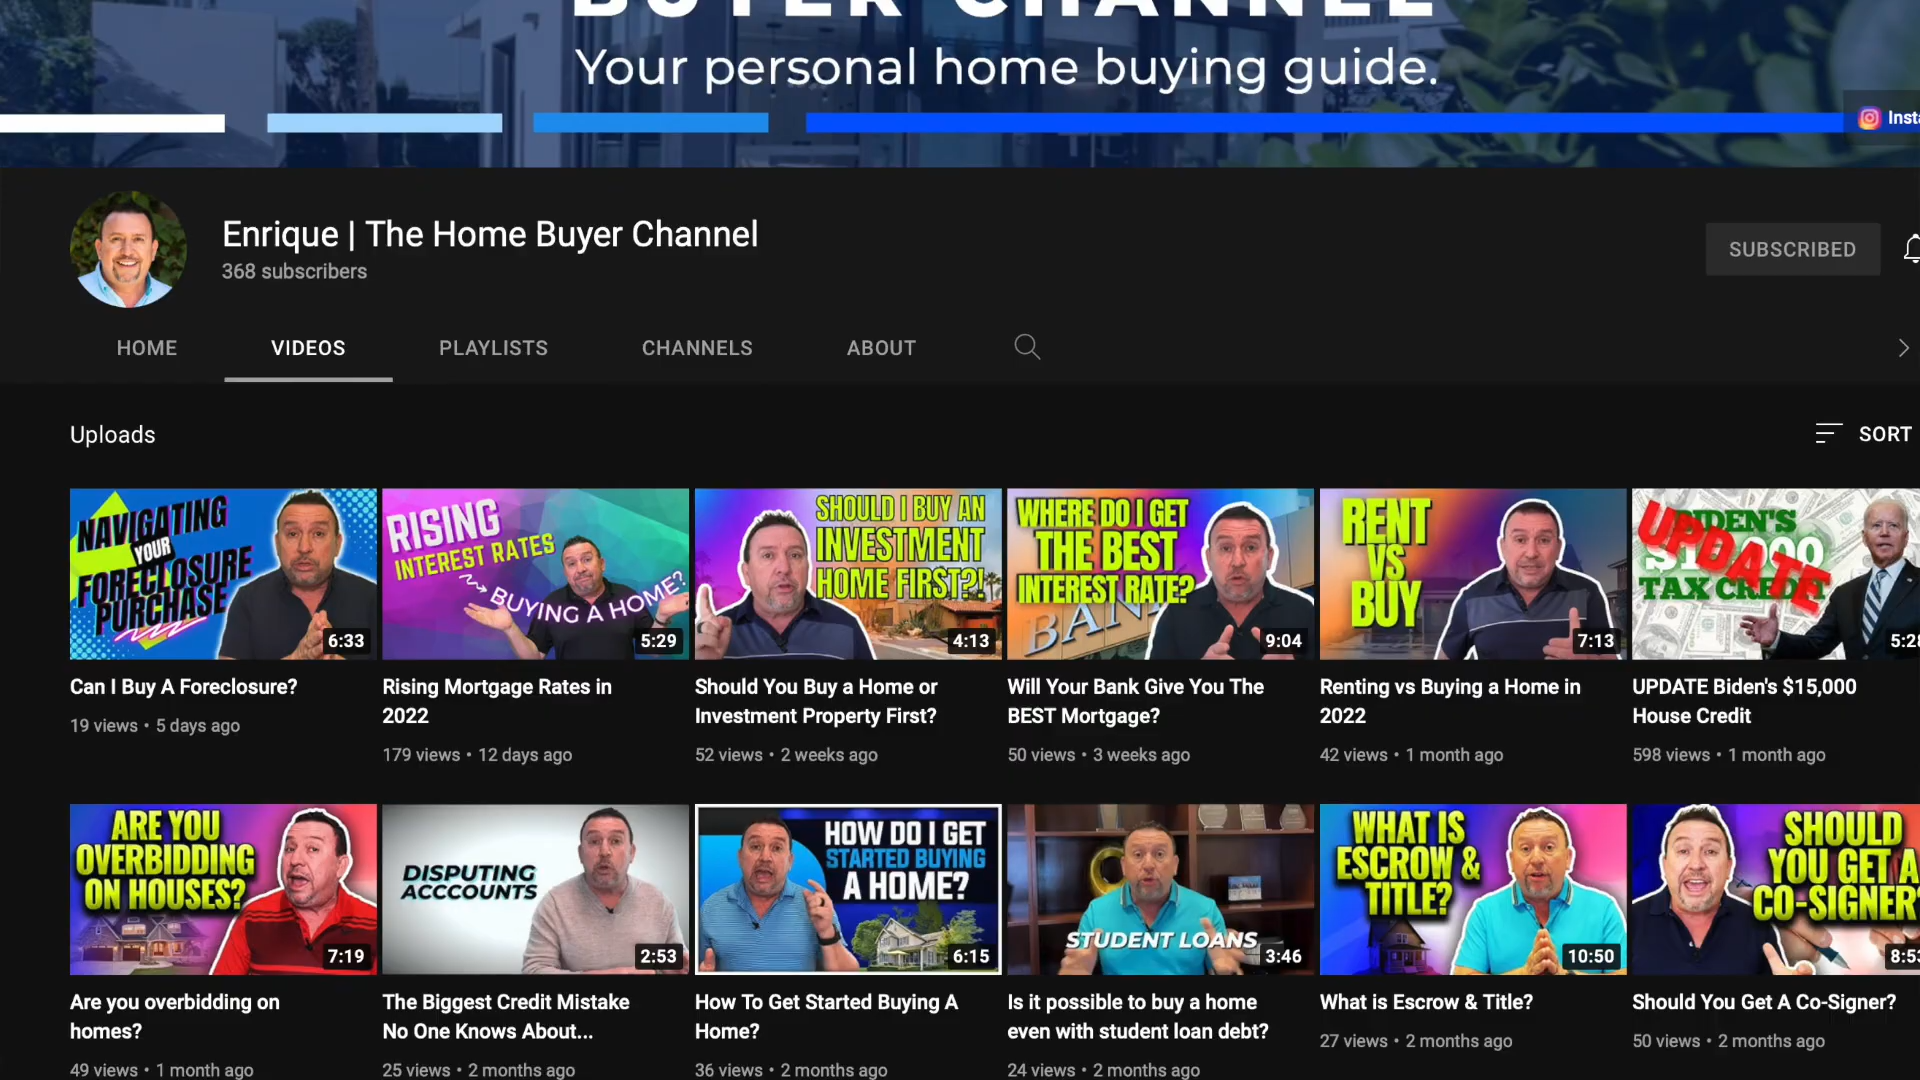 BUYER CHANNEL
Your personal home buying guide.
Enrique | The Home Buyer Channel
368 subscribers
SUBSCRIBED
HOME
VIDEOS
PLAYLISTS
CHANNELS
ABOUT
Uploads
SORT
NAVIGATING
YOUR
FORECLOSURE
PURCHASE
6:33
RISING
INTEREST RATES
BUYING A HOME?
5:29
SHOULD I BUY AN
INVESTMENT
HOME FIRST?!
4:13
WHERE DO I GET
THE BEST
INTEREST RATE?
BAN
9:04
RENT
VS
BUY
7:13
BIDEN'S
UPDATE
TAX CREDIT
Can I Buy A Foreclosure?
19 views • 5 days ago
Rising Mortgage Rates in
2022
179 views • 12 days ago
Should You Buy a Home or
Investment Property First?
52 views • 2 weeks ago
Will Your Bank Give You The
BEST Mortgage?
50 views • 3 weeks ago
Renting vs Buying a Home in
2022
42 views • 1 month ago
UPDATE Biden's $15,000
House Credit
598 views • 1 month ago
ARE YOU
OVERBIDDING
ON HOUSES?
7:19
DISPUTING
ACCCOUNTS
2:53
HOW DO I GET
STARTED BUYING
A HOME?
6:15
STUDENT LOANS
3:46
WHAT IS
ESCROW &
TITLE?
10:50
SHOULD
YOU GET A
CO-SIGNER?
Are you overbidding on
homes?
49 views • 1 month ago
The Biggest Credit Mistake
No One Knows About...
25 views • 2 months ago
How To Get Started Buying A
Home?
36 views • 2 months ago
Is it possible to buy a home
even with student loan debt?
24 views • 2 months ago
What is Escrow & Title?
27 views • 2 months ago
Should You Get A Co-Signer?
50 views • 2 months ago